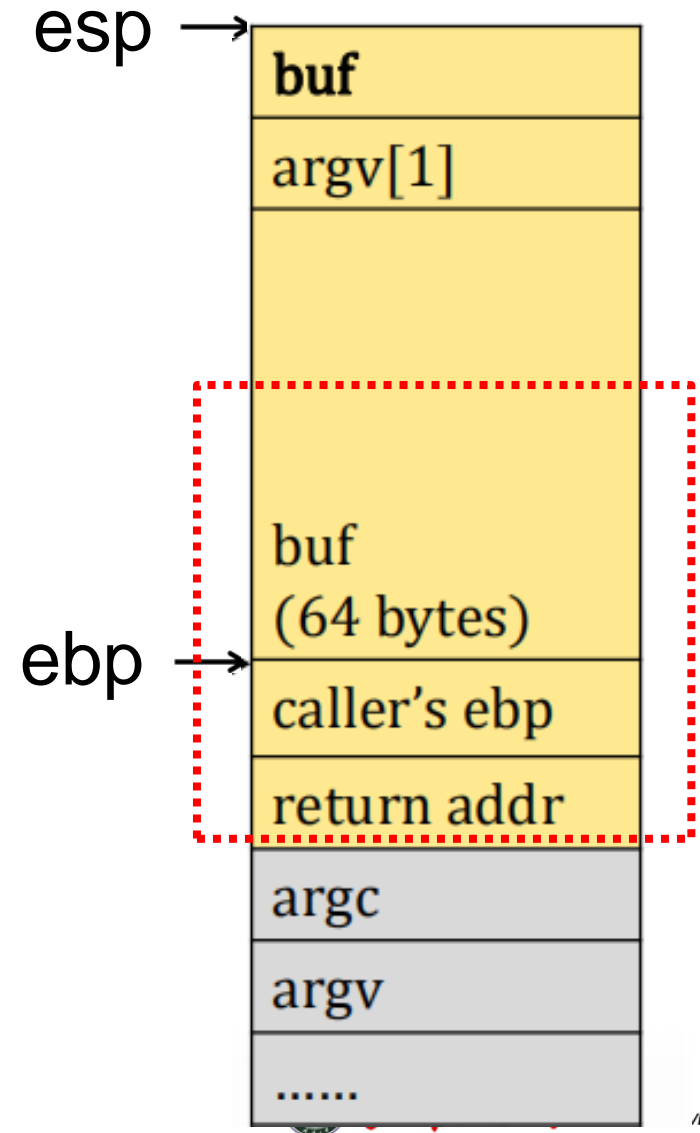 esp
buf
argv[1]
buf
(64 bytes)
ebp
caller’s ebp
return addr
argc
argv
……